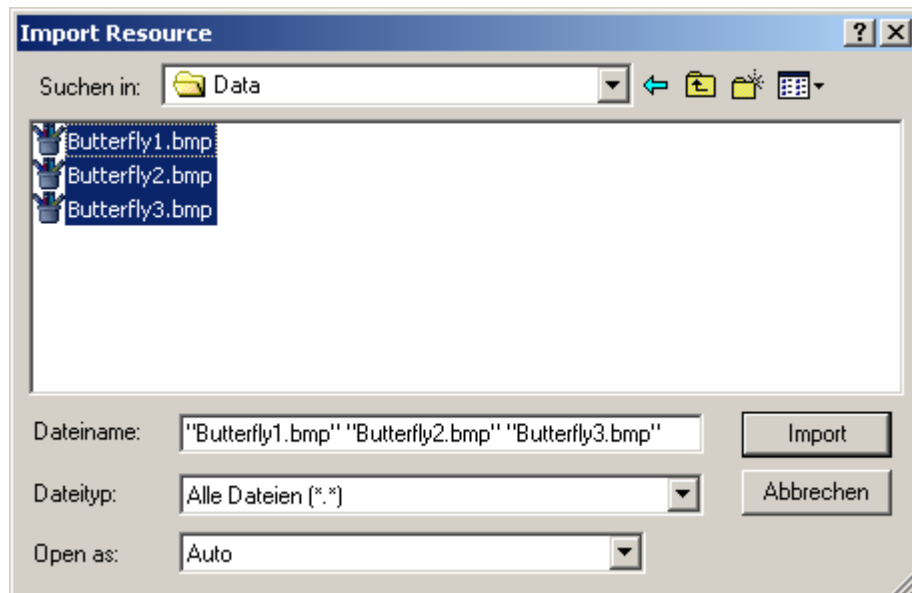 Import Resource
Suchen in: Data
Butterfly1.bmp
Butterfly2.bmp
Butterfly3.bmp
Dateiname: "Butterfly1.bmp" "Butterfly2.bmp" "Butterfly3.bmp" Import
Dateityp: Alle Dateien (*.*) Abbrechen
Open as: Auto